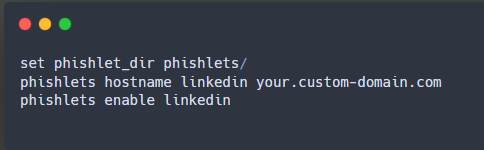 set phishlet_dir phishlets/
phishlets hostname linkedin your.custom-domain.com
phishlets enable linkedin